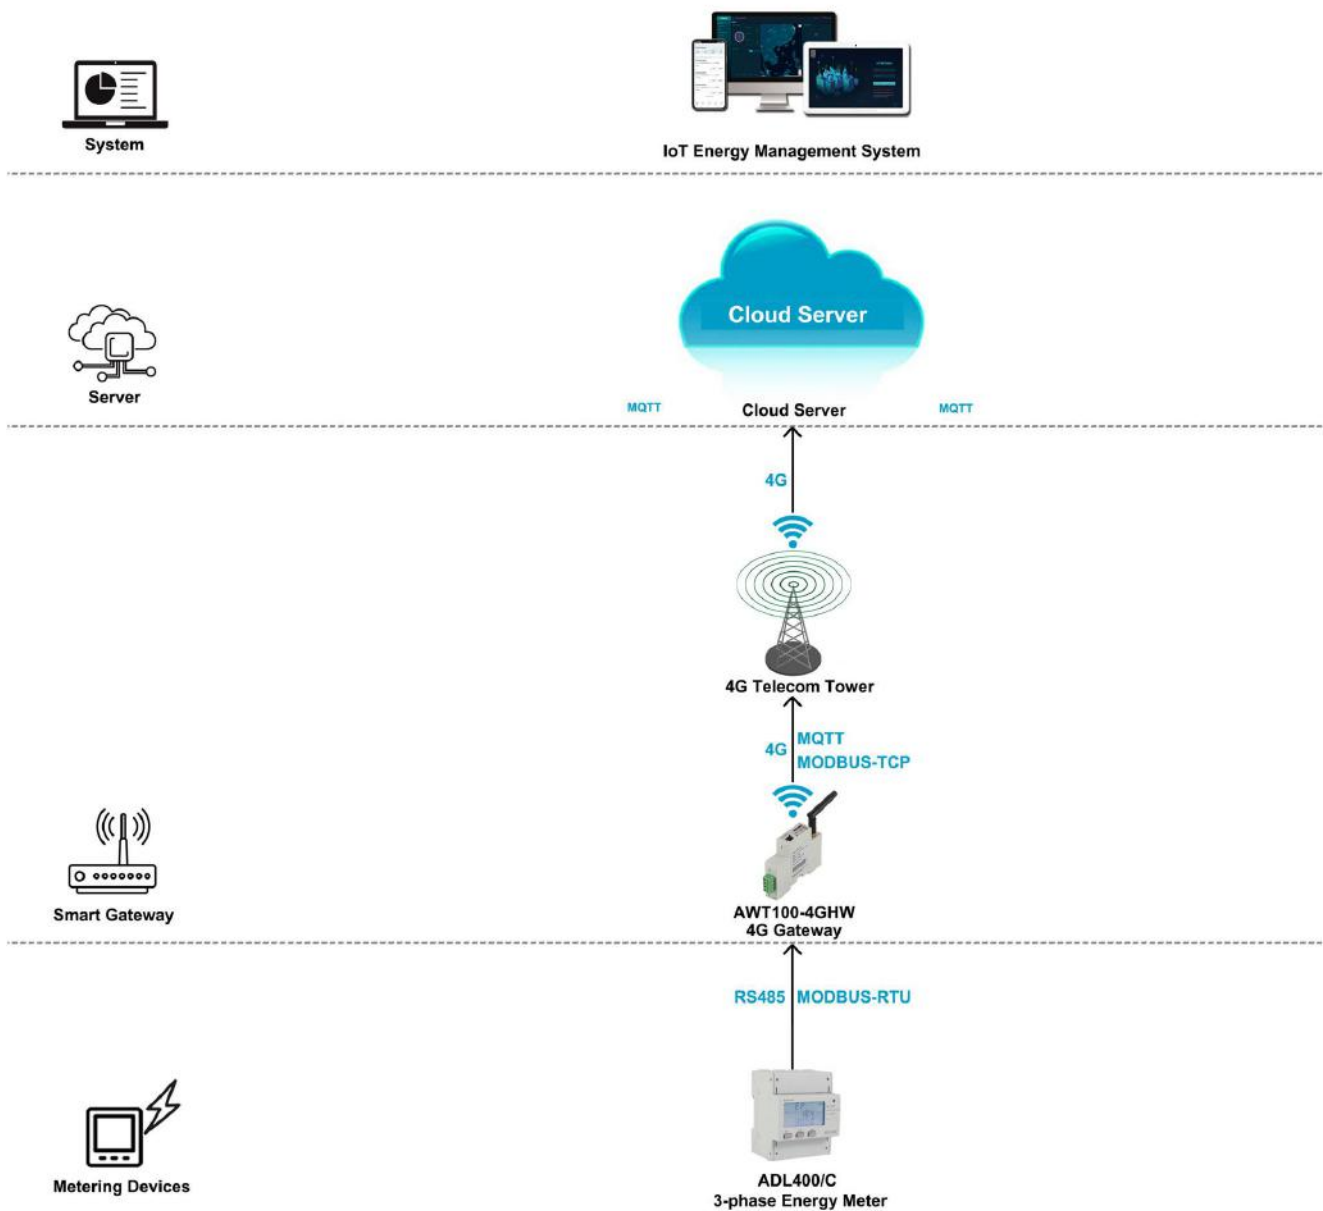 System
IoT Energy Management System
Cloud Server
Server
MQTT
Cloud Server
MQTT
4G
4G Telecom Tower
4G
MQTT
MODBUS-TCP
Smart Gateway
AWT100-4GHW
4G Gateway
RS485
MODBUS-RTU
Metering Devices
ADL400/C
3-phase Energy Meter